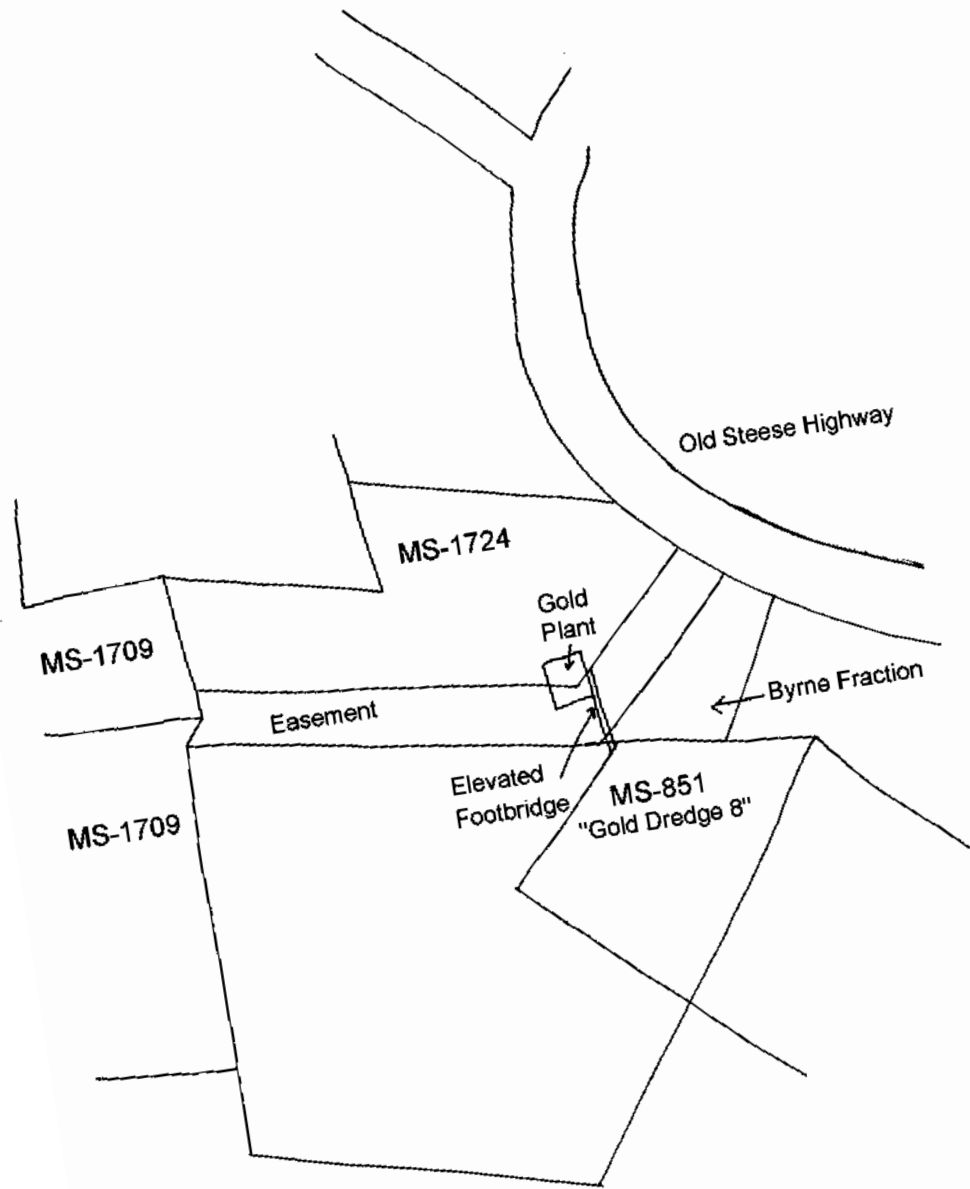 Old Steese Highway
MS-1724
Gold
Plant
MS-1709
Byrne Fraction
Easement
Elevated
Footbridge
MS-851
"Gold Dredge 8"
MS-1709